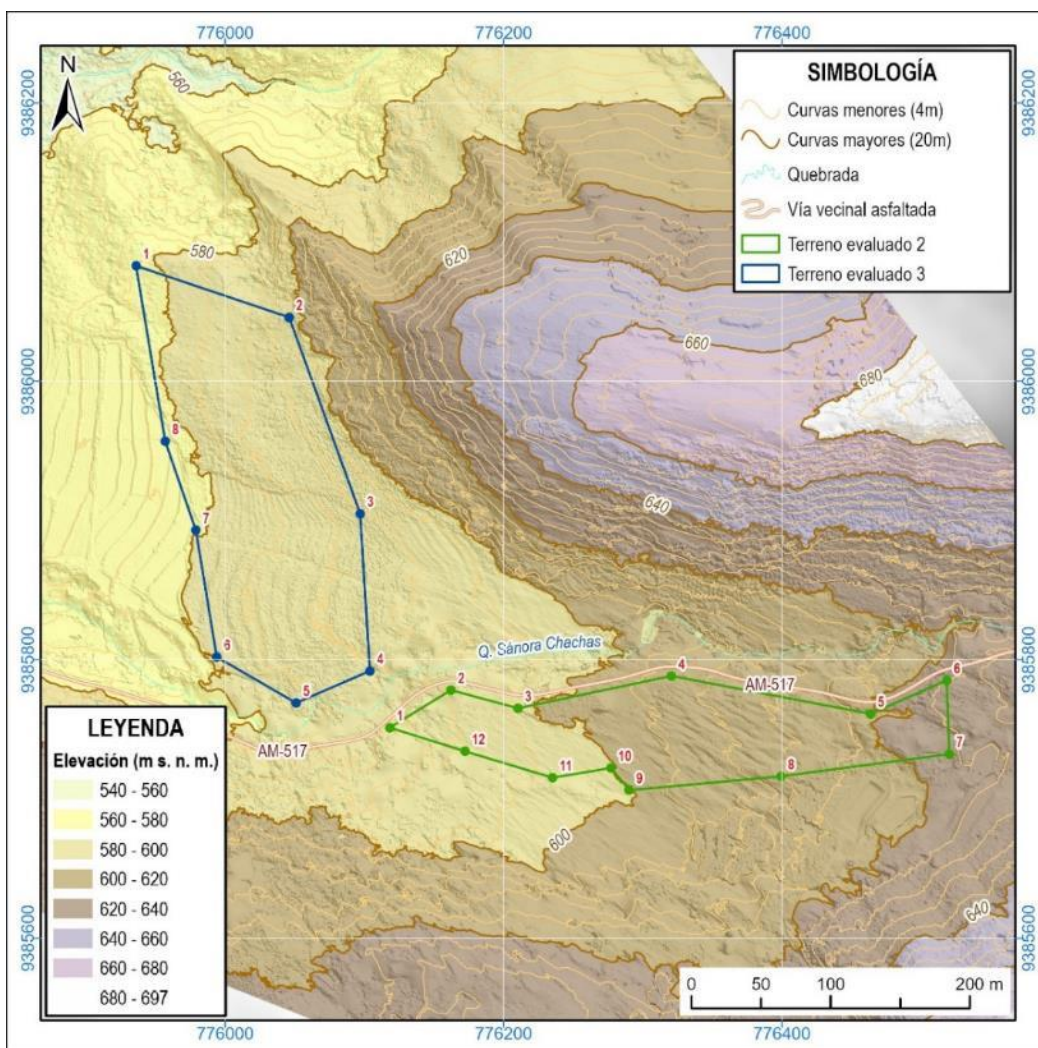 776000
776200
776400
N
560
9386200
9386200
SIMBOLOGÍA
Curvas menores (4m)
Curvas mayores (20m)
Quebrada
Vía vecinal asfaltada
Terreno evaluado 2
Terreno evaluado 3
1
580
620
2
660
680
9386000
9386000
8
3
640
7
Q. Sánora Chechas
6
4
9385800
9385800
5
2
3
4
AM-517
5
6
1
12
11
10
9
8
7
AM-517
600
640
LEYENDA
Elevación (m s. n. m.)
540 - 560
560 - 580
580 - 600
600 - 620
620 - 640
640 - 660
660 - 680
680 - 697
9385600
9385600
0 50 100 200 m
776000
776200
776400